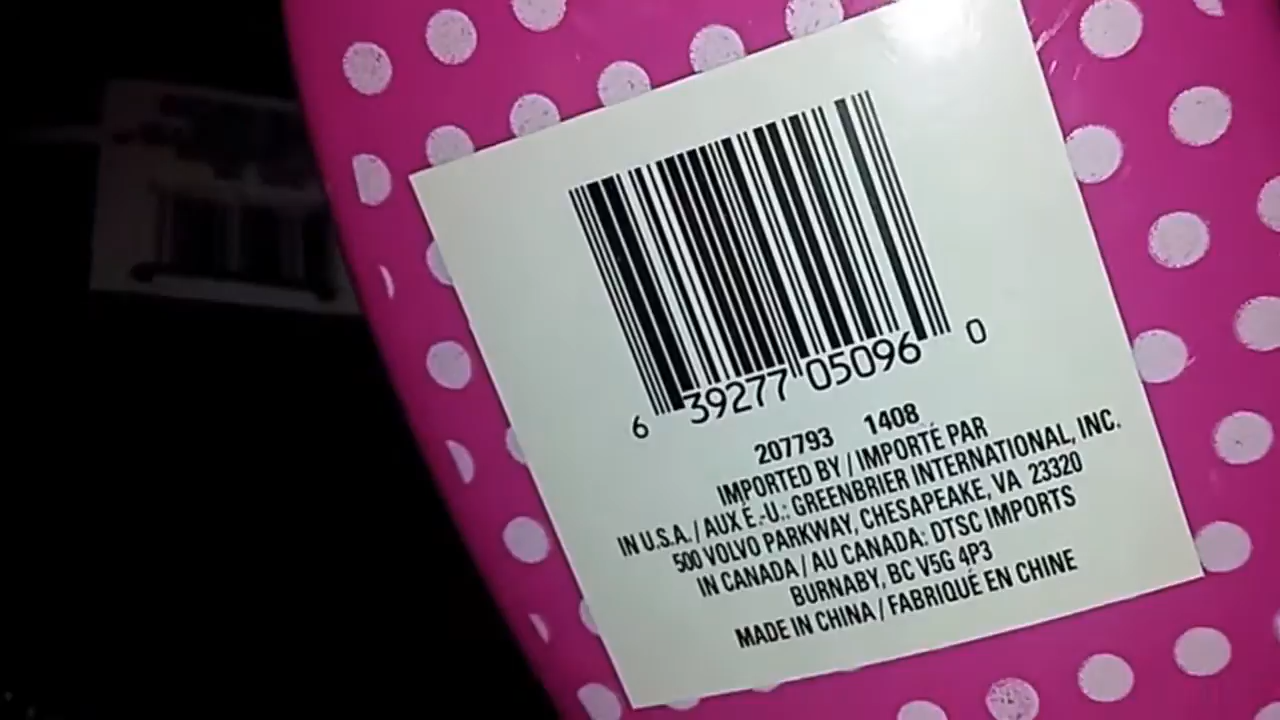 6 39277 05096 0
207793 1408
IMPORTED BY / IMPORTÉ PAR
IN U.S.A. / AUX É.-U.: GREENBRIER INTERNATIONAL, INC.
500 VOLVO PARKWAY, CHESAPEAKE, VA 23320
IN CANADA / AU CANADA: DTSC IMPORTS
BURNABY, BC V5G 4P3
MADE IN CHINA / FABRIQUÉ EN CHINE